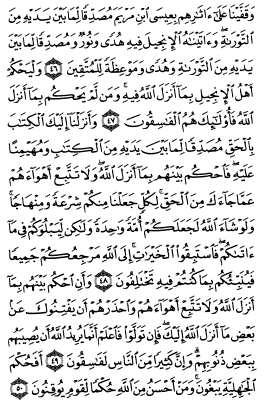 وَقَفَّيْنَا عَلَىٰٓ ءَاثَٰرِهِم بِعِيسَى ٱبْنِ مَرْيَمَ مُصَدِّقًا لِّمَا بَيْنَ يَدَيْهِ مِنَ
ٱلتَّوْرَىٰةِ وَءَاتَيْنَٰهُ ٱلْإِنجِيلَ فِيهِ هُدًى وَنُورٌ وَمُصَدِّقًا لِّمَا بَيْنَ
يَدَيْهِ مِنَ ٱلتَّوْرَىٰةِ وَهُدًى وَمَوْعِظَةً لِّلْمُتَّقِينَ ٤٦ وَلْيَحْكُمْ
أَهْلُ ٱلْإِنجِيلِ بِمَآ أَنزَلَ ٱللَّهُ فِيهِ وَمَن لَّمْ يَحْكُم بِمَآ أَنزَلَ
ٱللَّهُ فَأُو۟لَٰٓئِكَ هُمُ ٱلْفَٰسِقُونَ ٤٧ وَأَنزَلْنَآ إِلَيْكَ ٱلْكِتَٰبَ
بِٱلْحَقِّ مُصَدِّقًا لِّمَا بَيْنَ يَدَيْهِ مِنَ ٱلْكِتَٰبِ وَمُهَيْمِنًا
عَلَيْهِ فَٱحْكُم بَيْنَهُم بِمَآ أَنزَلَ ٱللَّهُ وَلَا تَتَّبِعْ أَهْوَآءَهُمْ
عَمَّا جَآءَكَ مِنَ ٱلْحَقِّ لِكُلٍّ جَعَلْنَا مِنكُمْ شِرْعَةً وَمِنْهَاجًا
وَلَوْ شَآءَ ٱللَّهُ لَجَعَلَكُمْ أُمَّةً وَٰحِدَةً وَلَٰكِن لِّيَبْلُوَكُمْ فِى مَآ
ءَاتَىٰكُمْ فَٱسْتَبِقُوا۟ ٱلْخَيْرَٰتِ إِلَى ٱللَّهِ مَرْجِعُكُمْ جَمِيعًا
فَيُنَبِّئُكُم بِمَا كُنتُمْ فِيهِ تَخْتَلِفُونَ ٤٨ وَأَنِ ٱحْكُم بَيْنَهُم بِمَآ
أَنزَلَ ٱللَّهُ وَلَا تَتَّبِعْ أَهْوَآءَهُمْ وَٱحْذَرْهُمْ أَن يَفْتِنُوكَ عَنۢ
بَعْضِ مَآ أَنزَلَ ٱللَّهُ إِلَيْكَ فَإِن تَوَلَّوْا۟ فَٱعْلَمْ أَنَّمَا يُرِيدُ ٱللَّهُ أَن يُصِيبَهُم
بِبَعْضِ ذُنُوبِهِمْ وَإِنَّ كَثِيرًا مِّنَ ٱلنَّاسِ لَفَٰسِقُونَ ٤٩ أَفَحُكْمَ
ٱلْجَٰهِلِيَّةِ يَبْغُونَ وَمَنْ أَحْسَنُ مِنَ ٱللَّهِ حُكْمًا لِّقَوْمٍ يُوقِنُونَ ٥٠